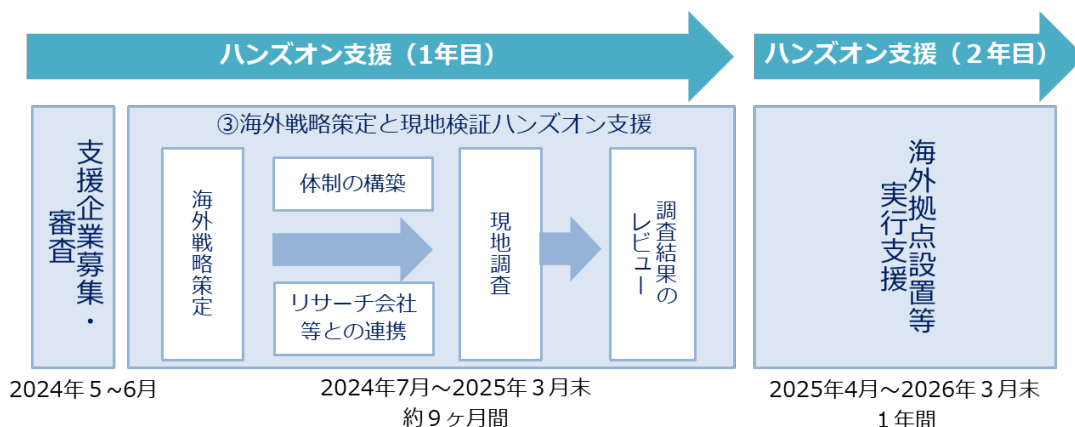 ハンズオン支援（1年目）
ハンズオン支援（２年目）
支援企業募集・
審査
③海外戦略策定と現地検証ハンズオン支援
海外戦略策定
体制の構築
リサーチ会社
等との連携
現地調査
調査結果の
レビュー
海外拠点設置等
実行支援
2024年５~6月
2024年7月～2025年３月末
約９ヶ月間
2025年4月～2026年３月末
１年間